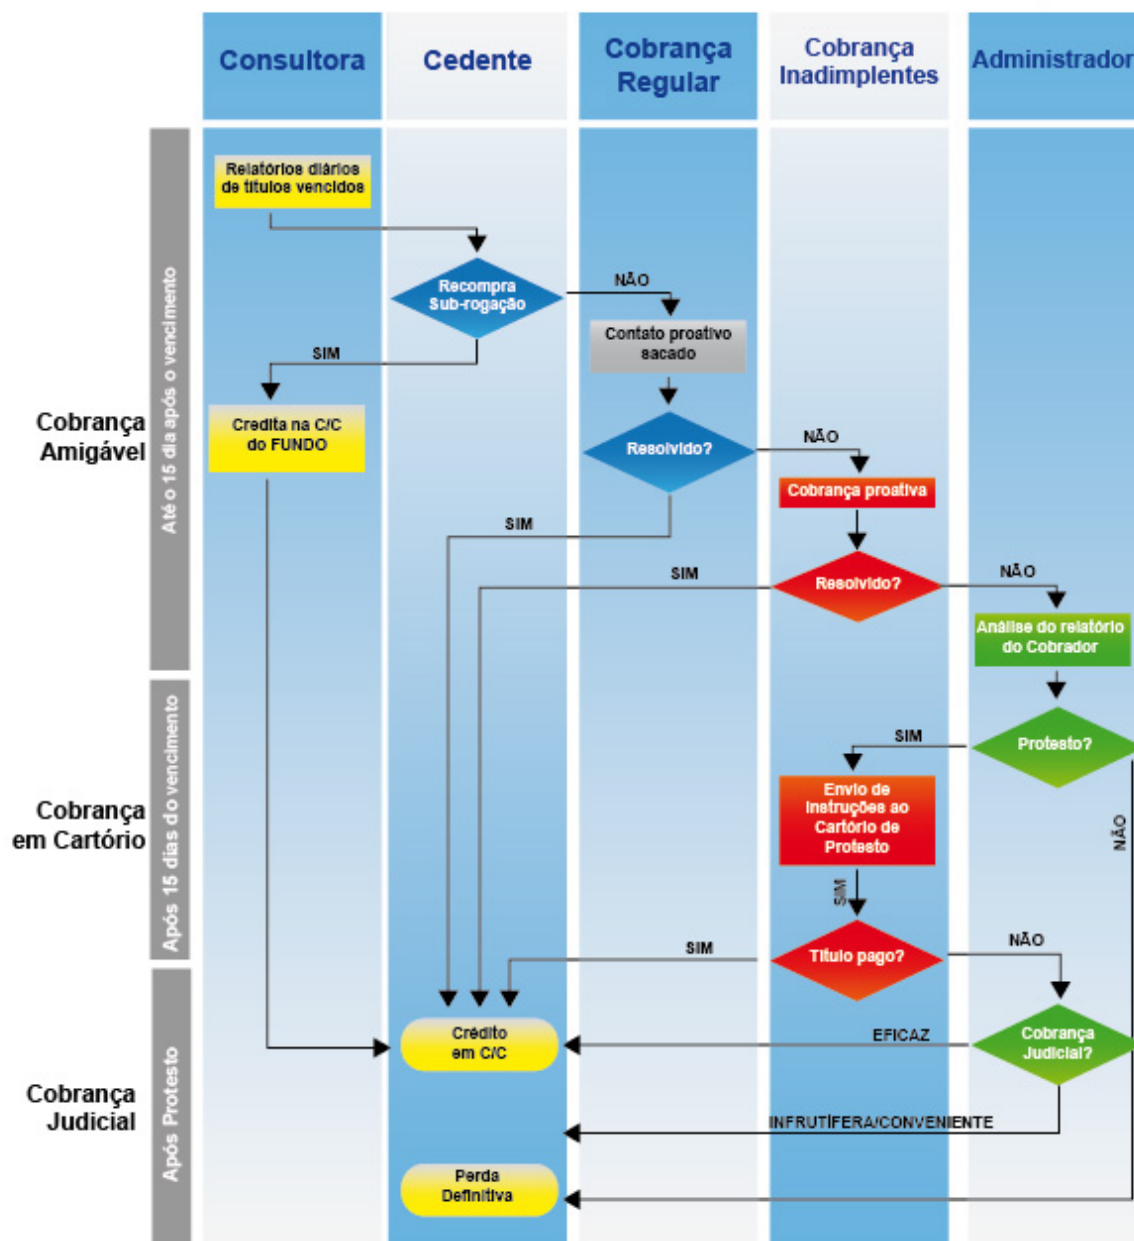 Consultora
Cedente
Cobrança
Regular
Cobrança
Inadimplentes
Administrador
Cobrança
Amigável
Até o 15 dia após o vencimento
Relatórios diários
de títulos vencidos
Recompra
Sub-rogação
NÃO
SIM
Contato proativo
sacado
Credita na C/C
do FUNDO
Resolvido?
NÃO
SIM
Cobrança proativa
Resolvido?
SIM
NÃO
Análise do relatório
do Cobrador
Cobrança
em Cartório
Após 15 dias do vencimento
Protesto?
SIM
NÃO
Envio de
Instruções ao
Cartório de
Protesto
SIM
Título pago?
SIM
NÃO
Cobrança
Judicial
Após Protesto
Crédito
em C/C
EFICAZ
Cobrança
Judicial?
INFRUTÍFERA/CONVENIENTE
Perda
Definitiva